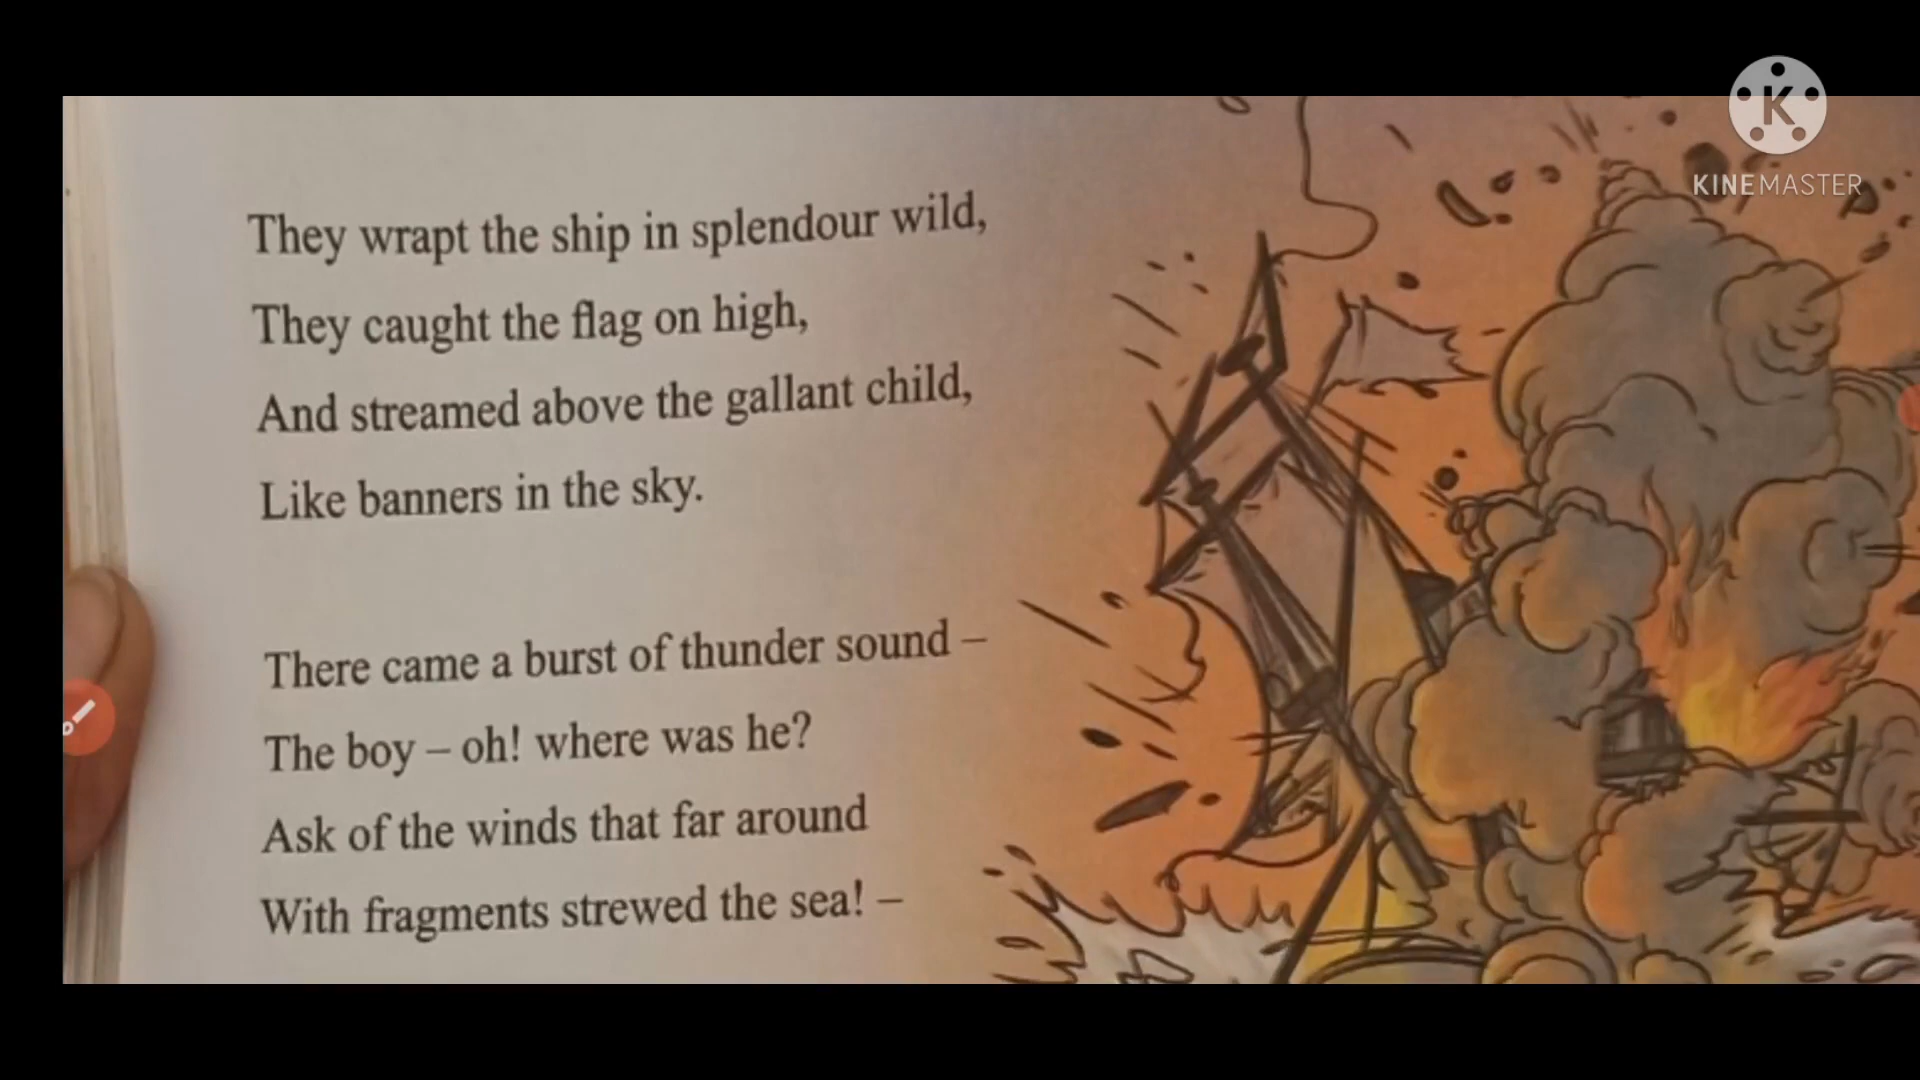 KINEMASTER
They wrapt the ship in splendour wild,
They caught the flag on high,
And streamed above the gallant child,
Like banners in the sky.
There came a burst of thunder sound –
The boy – oh! where was he?
Ask of the winds that far around
With fragments strewed the sea! –